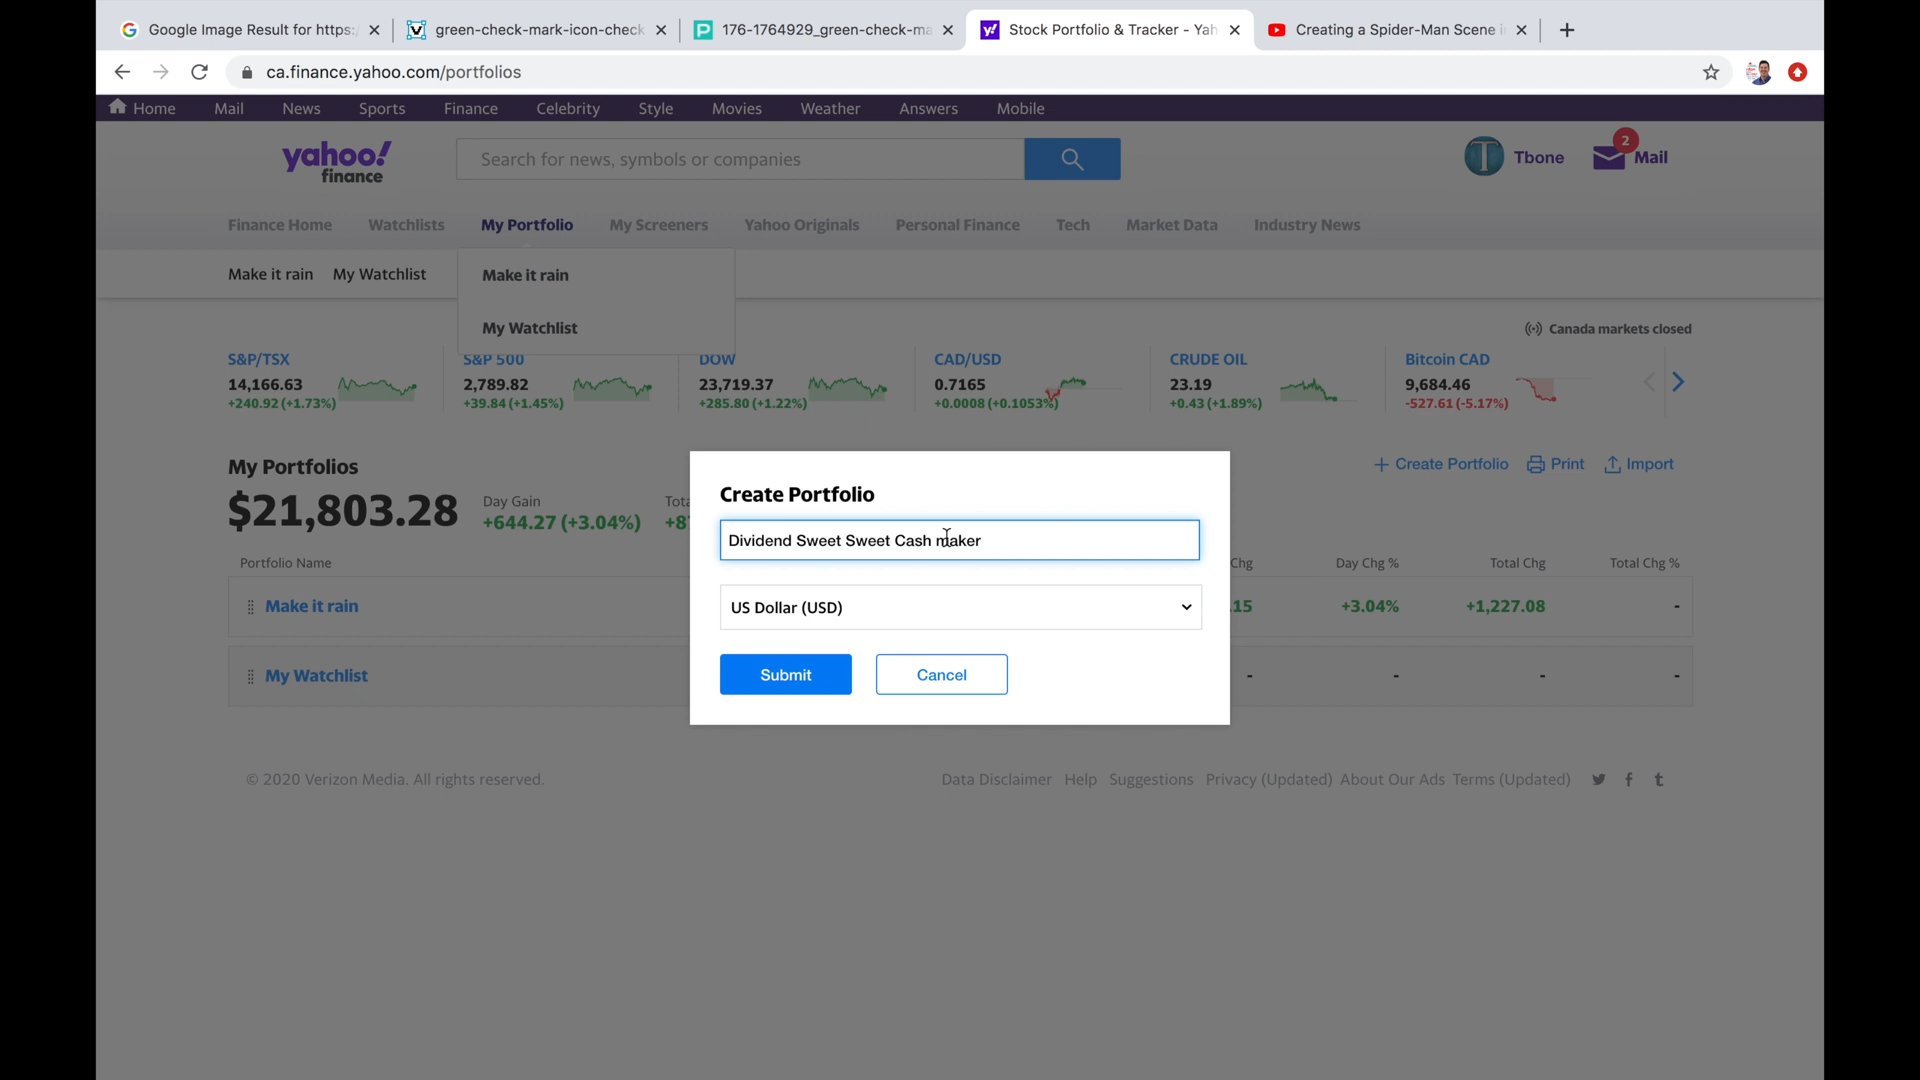 Google Image Result for https:/
green-check-mark-icon-check
176-1764929_green-check-ma
Stock Portfolio & Tracker - Yah
Creating a Spider-Man Scene i
ca.finance.yahoo.com/portfolios
Home Mail News Sports Finance Celebrity Style Movies Weather Answers Mobile
yahoo!
finance
Search for news, symbols or companies
T Tbone
2
Mail
Finance Home Watchlists My Portfolio My Screeners Yahoo Originals Personal Finance Tech Market Data Industry News
Make it rain My Watchlist
Make it rain
My Watchlist
Canada markets closed
S&P/TSX
14,166.63
+240.92 (+1.73%)
S&P 500
2,789.82
+39.84 (+1.45%)
DOW
23,719.37
+285.80 (+1.22%)
CAD/USD
0.7165
+0.0008 (+0.1053%)
CRUDE OIL
23.19
+0.43 (+1.89%)
Bitcoin CAD
9,684.46
-527.61 (-5.17%)
My Portfolios
+ Create Portfolio Print Import
$21,803.28
Day Gain
+644.27 (+3.04%)
Tota
+87
Create Portfolio
Dividend Sweet Sweet Cash maker
US Dollar (USD)
Submit Cancel
Portfolio Name Chg Day Chg % Total Chg Total Chg %
Make it rain .15 +3.04% +1,227.08 -
My Watchlist - - - -
© 2020 Verizon Media. All rights reserved.
Data Disclaimer Help Suggestions Privacy (Updated) About Our Ads Terms (Updated)